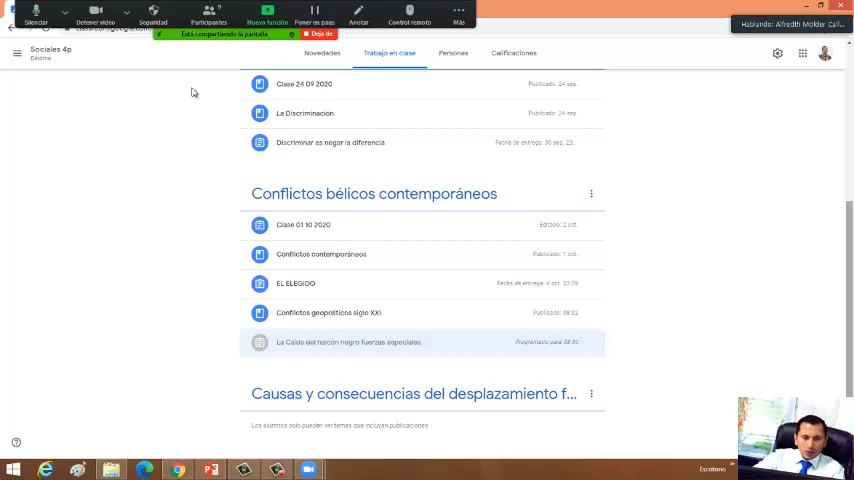 Silenciar
Detener video
Seguridad
Participantes
9
Nueva función
Poner en paus
Anotar
Control remoto
Más
Hablando: Alfredth Molder Call...
Está compartiendo la pantalla
Deja de
Sociales 4p
Décimo
Novedades
Trabajo en clase
Personas
Calificaciones
Clase 24 09 2020
Publicado: 24 sep.
La Discriminación
Publicado: 24 sep.
Discriminar es negar la diferencia
Fecha de entrega: 30 sep, 23...
Conflictos bélicos contemporáneos
Clase 01 10 2020
Editado: 2 oct.
Conflictos contemporáneos
Publicado: 1 oct.
EL ELEGIDO
Fecha de entrega: 4 oct. 23:59
Conflictos geopolíticos siglo XXI
Publicado: 08:02
La Caída del halcón negro fuerzas especiales
Programado para 08:50
Causas y consecuencias del desplazamiento f...
Los alumnos solo pueden ver temas que incluyan publicaciones
Escritorio